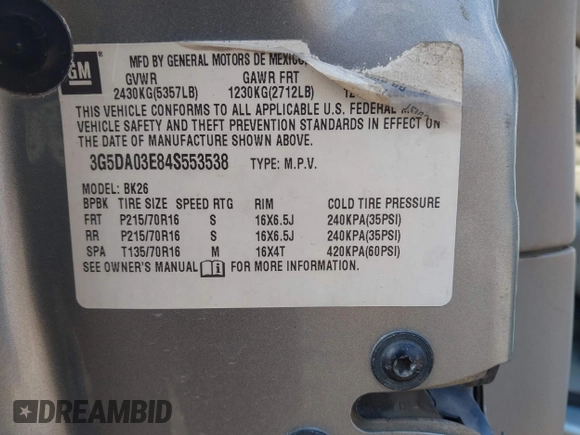 GM
MFD BY GENERAL MOTORS DE MEXICO
GVWR GAWR FRT
2430KG(5357LB) 1230KG(2712LB)
THIS VEHICLE CONFORMS TO ALL APPLICABLE U.S. FEDERAL
VEHICLE SAFETY AND THEFT PREVENTION STANDARDS IN EFFECT ON
THE DATE OF MANUFACTURE SHOWN ABOVE.
3G5DA03E84S553538 TYPE: M.P.V.
MODEL: BK26
BPBK TIRE SIZE SPEED RTG RIM COLD TIRE PRESSURE
FRT P215/70R16 S 16X6.5J 240KPA(35PSI)
RR P215/70R16 S 16X6.5J 240KPA(35PSI)
SPA T135/70R16 M 16X4T 420KPA(60PSI)
SEE OWNER'S MANUAL i FOR MORE INFORMATION.
DREAMBID